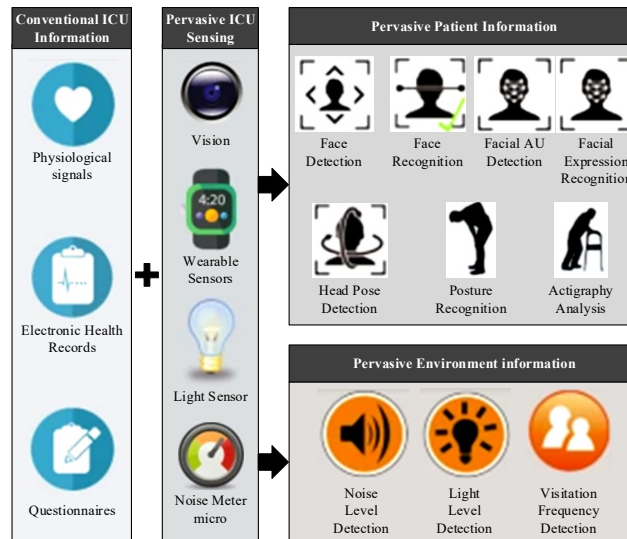 Conventional ICU
Information
Physiological
signals
Electronic Health
Records
Questionnaires
Pervasive ICU
Sensing
Vision
4:20
Wearable
Sensors
Light Sensor
Noise Meter
micro
Pervasive Patient Information
Face
Detection
Face
Recognition
Facial AU
Detection
Facial
Expression
Recognition
Head Pose
Detection
Posture
Recognition
Actigraphy
Analysis
Pervasive Environment information
Noise
Level
Detection
Light
Level
Detection
Visitation
Frequency
Detection